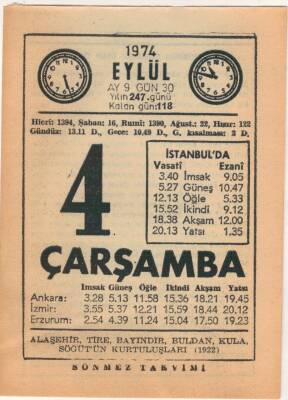 1974
EYLÜL
AY 9 GÜN 30
Yılın 247. günü
Kalan gün: 118
Hicrî: 1394, Şaban: 16, Rumî: 1390, Ağust.: 22, Hızır: 122
Gündüz: 13.11 D., Gece: 10.49 D., G. kısalması: 2 D.
4
İSTANBUL'DA
Vasatî Ezanî
3.40 İmsak 9.05
5.27 Güneş 10.47
12.13 Öğle 5.33
15.52 İkindi 9.12
18.38 Akşam 12.00
20.13 Yatsı 1.35
ÇARŞAMBA
Imsak Güneş Öğle İkindi Akşam Yatsı
Ankara: 3.28 5.13 11.58 15.36 18.21 19.45
İzmir: 3.55 5.37 12.21 15.59 18.44 20.12
Erzurum: 2.54 4.39 11.24 15.04 17.50 19.23
ALAŞEHİR, TİRE, BAYINDIR, BULDAN, KULA,
SÖĞÜT'ÜN KURTULUŞLARI (1922)
SÖNMEZ TAKVİMİ